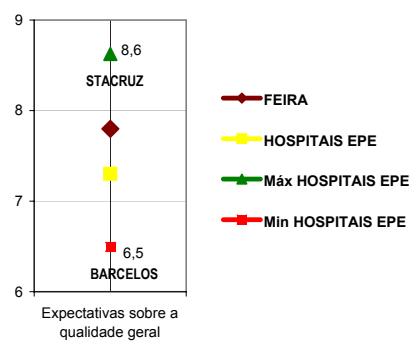 9
8,6
STACRUZ
8
7
6,5
BARCELOS
6
Expectativas sobre a
qualidade geral
FEIRA
HOSPITAIS EPE
Máx HOSPITAIS EPE
Min HOSPITAIS EPE